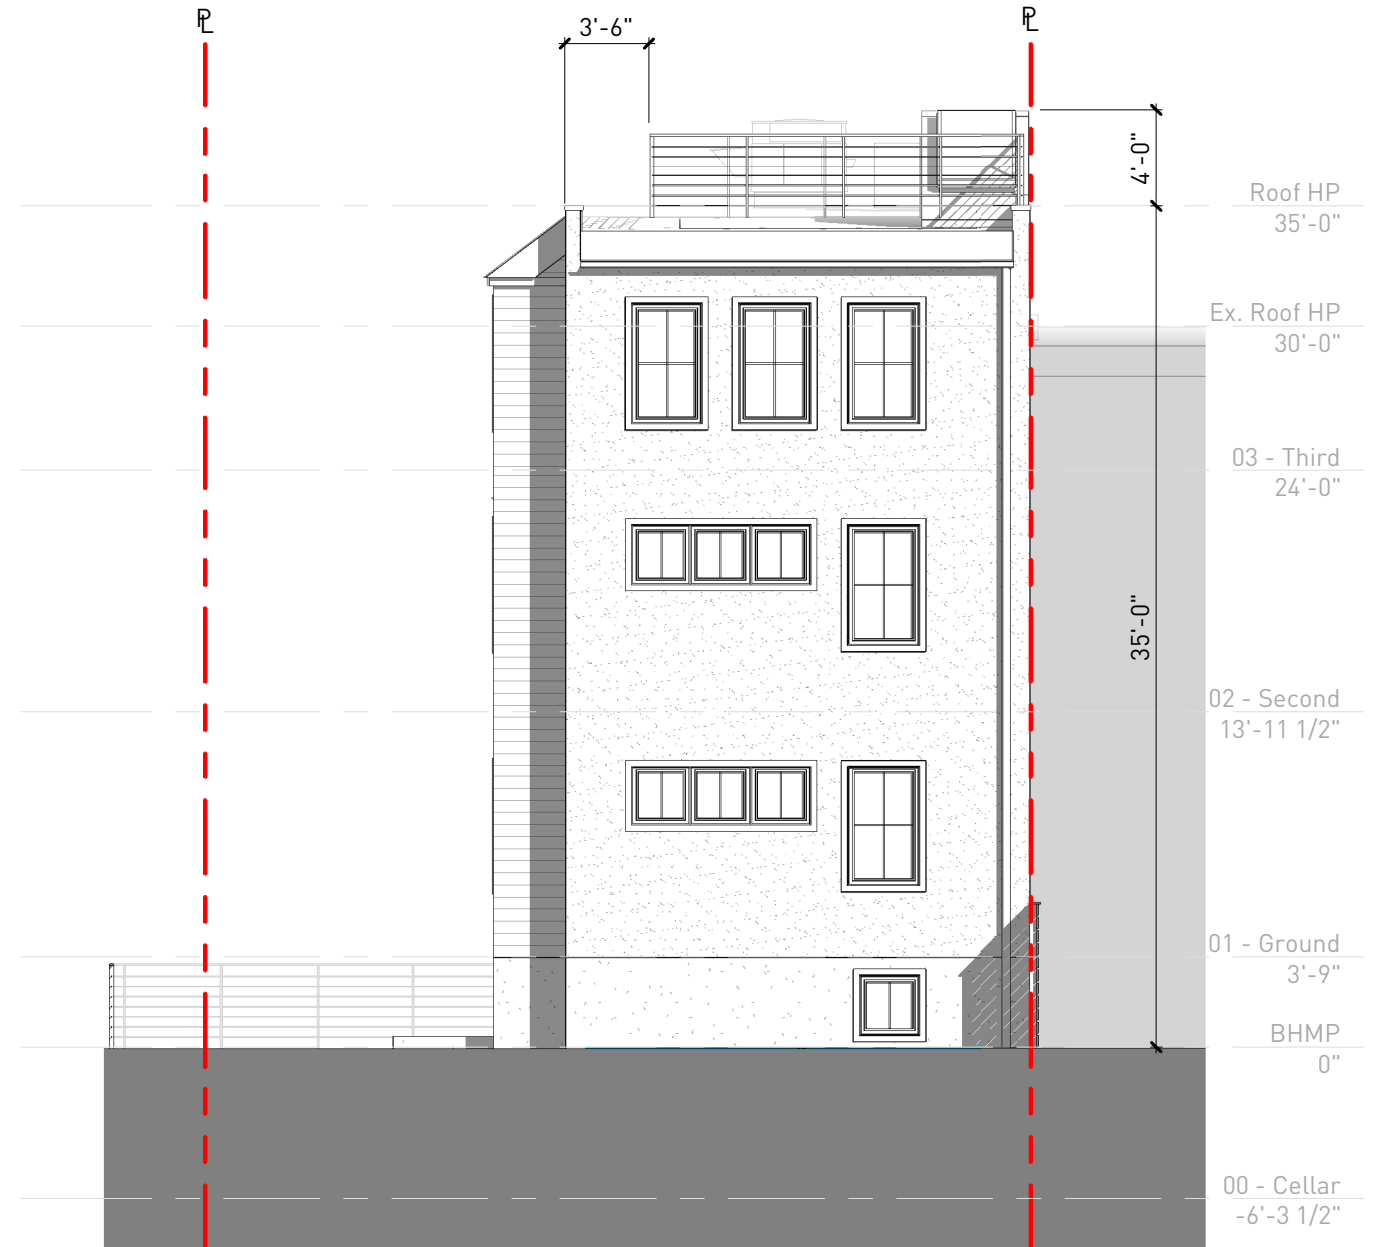 PL
PL
3'-6"
4'-0"
Roof HP
35'-0"
Ex. Roof HP
30'-0"
03 - Third
24'-0"
35'-0"
02 - Second
13'-11 1/2"
01 - Ground
3'-9"
BHMP
0"
00 - Cellar
-6'-3 1/2"